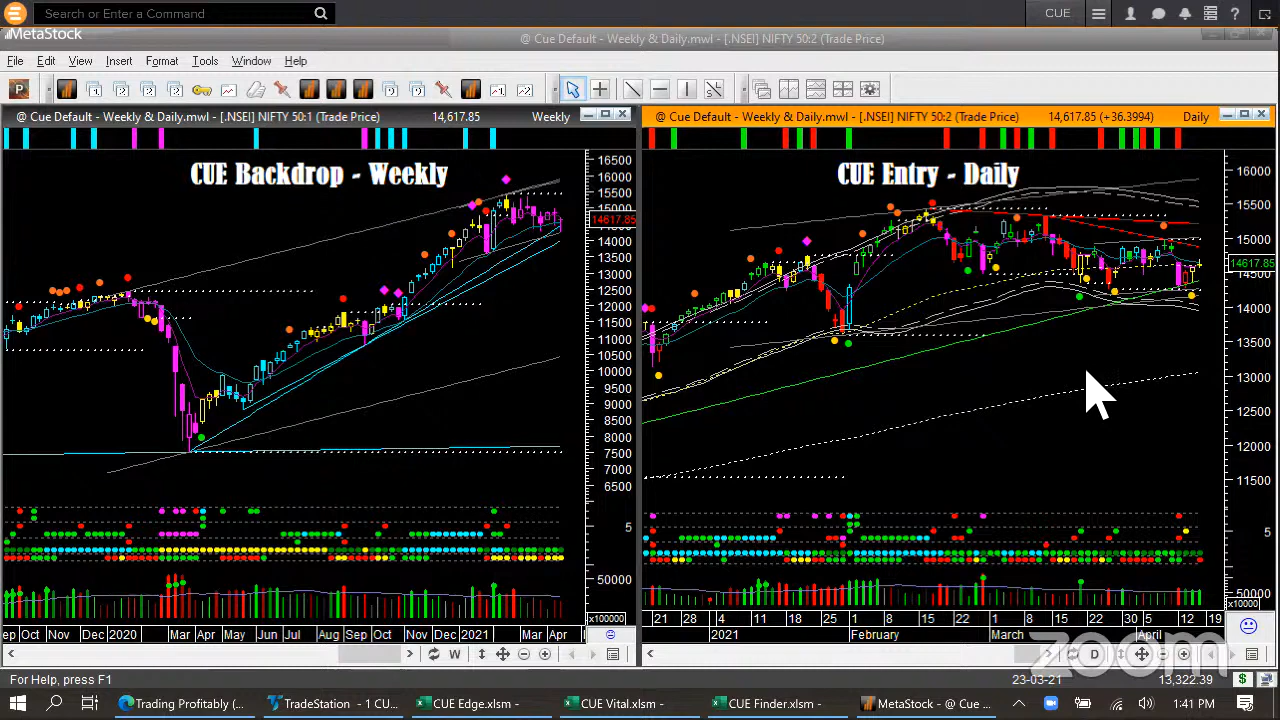 Search or Enter a Command
CUE
MetaStock
@ Cue Default - Weekly & Daily.mwl - [.NSEI] NIFTY 50:2 (Trade Price)
File Edit View Insert Format Tools Window Help
P
@ Cue Default - Weekly & Daily.mwl - [.NSEI] NIFTY 50:1 (Trade Price) 14,617.85 Weekly
@ Cue Default - Weekly & Daily.mwl - [.NSEI] NIFTY 50:2 (Trade Price) 14,617.85 (+36.3994) Daily
CUE Backdrop - Weekly
16500
15500
15000
14617.85
14000
13500
13000
12500
12000
11500
11000
10500
10000
9500
9000
8500
8000
7500
7000
6500
5
50000
x100000
Oct Nov Dec 2020 Mar Apr May Jun Jul Aug Sep Oct Nov Dec 2021 Mar Apr
W
CUE Entry - Daily
16000
15500
15000
14617.85
14500
14000
13500
13000
12500
12000
11500
5
50000
x10000
21 28 4 11 18 25 1 8 15 22 1 8 15 22 30 5 12 19
2021 February March April
D
zoom
For Help, press F1
23-03-21 13,322.39
$
Trading Profitably (... TradeStation - 1 CU... CUE Edge.xlsm - ... CUE Vital.xlsm - ... CUE Finder.xlsm - ... MetaStock - @ Cue ... 1:41 PM